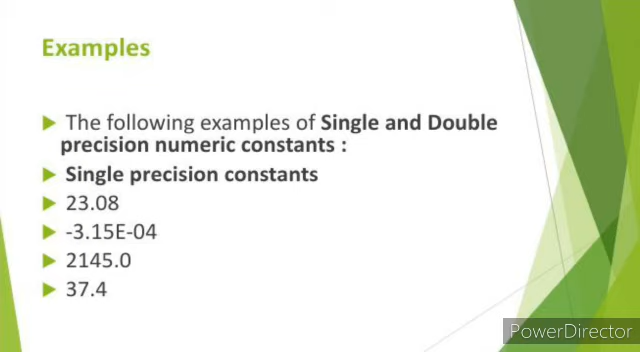 Examples
The following examples of Single and Double
precision numeric constants :
Single precision constants
23.08
-3.15E-04
2145.0
37.4
PowerDirector